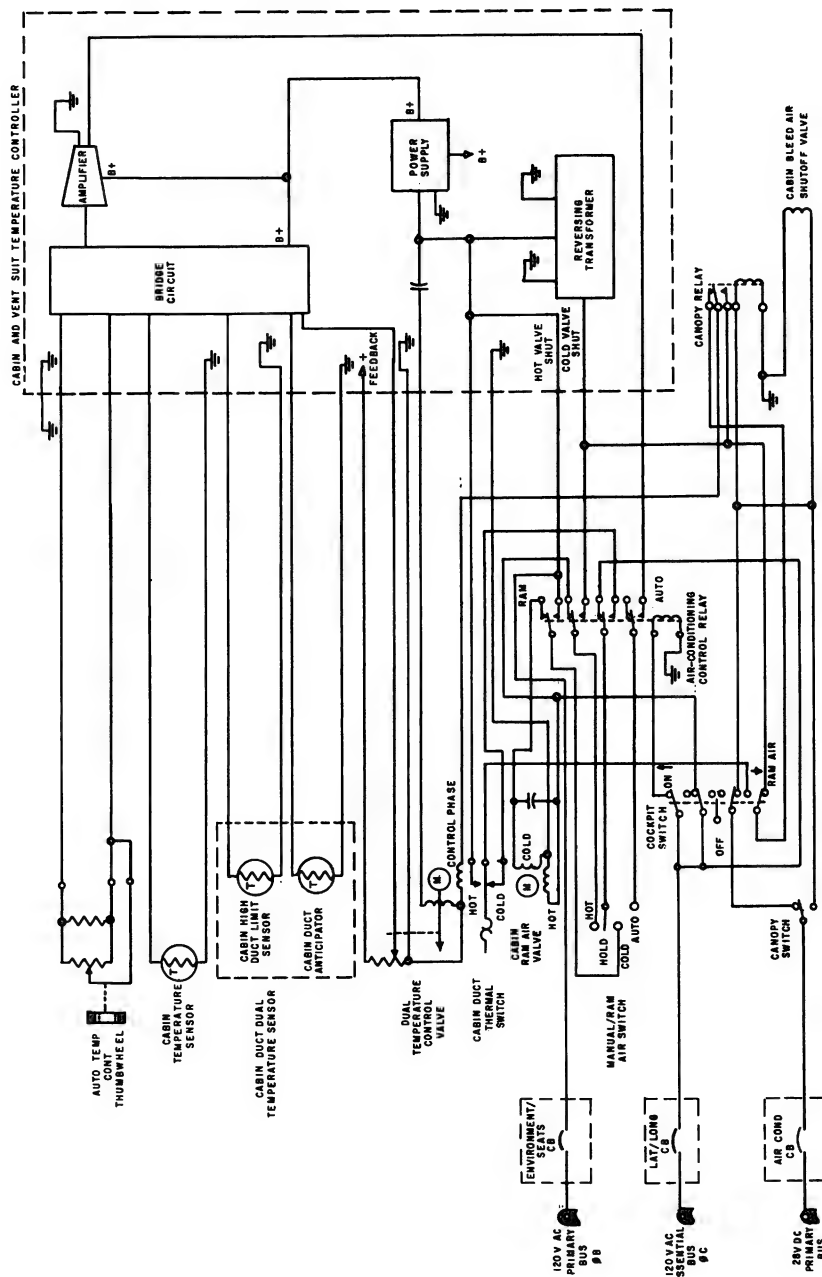 CABIN AND VENT SUIT TEMPERATURE CONTROLLER
AMPLIFIER
B+
BRIDGE
CIRCUIT
B+
B+
POWER
SUPPLY
B+
REVERSING
TRANSFORMER
+
FEEDBACK
HOT VALVE
SHUT
COLD VALVE
SHUT
CANOPY RELAY
CABIN BLEED AIR
SHUTOFF VALVE
AUTO TEMP
CONT
THUMBWHEEL
T
CABIN
TEMPERATURE
SENSOR
T
CABIN HIGH
DUCT LIMIT
SENSOR
T
CABIN DUCT
ANTICIPATOR
CABIN DUCT DUAL
TEMPERATURE SENSOR
DUAL
TEMPERATURE
CONTROL
VALVE
M
CONTROL PHASE
HOT
COLD
CABIN DUCT
THERMAL
SWITCH
COLD
M
HOT
CABIN
RAM AIR
VALVE
HOT
HOLD
COLD
AUTO
MANUAL/RAM
AIR SWITCH
RAM
AUTO
AIR-CONDITIONING
CONTROL RELAY
COCKPIT
SWITCH
ON
OFF
RAM AIR
CANOPY
SWITCH
ENVIRONMENT/
SEATS
CB
LAT/LONG
CB
AIR COND
CB
120V AC
PRIMARY
BUS
ØB
120V AC
SSENTIAL
BUS
ØC
28V DC
PRIMARY
BUS